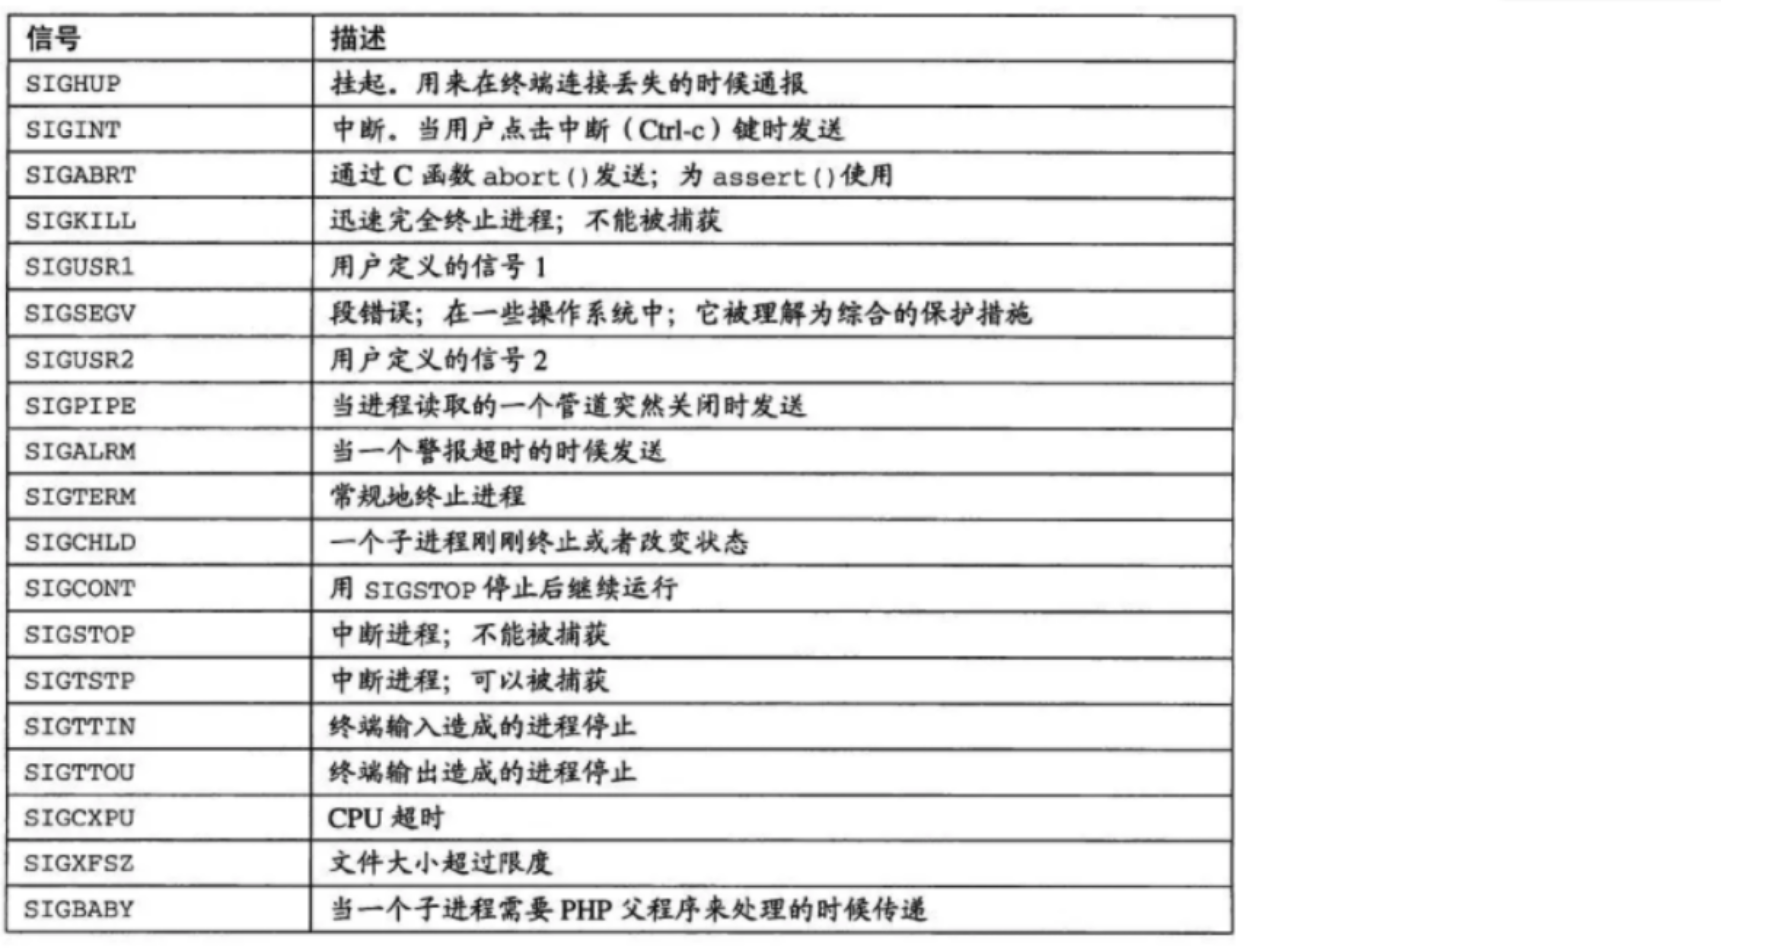 信号 描述
SIGHUP 挂起。用来在终端连接丢失的时候通报
SIGINT 中断。当用户点击中断（Ctrl-c）键时发送
SIGABRT 通过 C 函数 abort()发送；为 assert()使用
SIGKILL 迅速完全终止进程；不能被捕获
SIGUSR1 用户定义的信号 1
SIGSEGV 段错误；在一些操作系统中；它被理解为综合的保护措施
SIGUSR2 用户定义的信号 2
SIGPIPE 当进程读取的一个管道突然关闭时发送
SIGALRM 当一个警报超时的时候发送
SIGTERM 常规地终止进程
SIGCHLD 一个子进程刚刚终止或者改变状态
SIGCONT 用 SIGSTOP 停止后继续运行
SIGSTOP 中断进程；不能被捕获
SIGTSTP 中断进程；可以被捕获
SIGTTIN 终端输入造成的进程停止
SIGTTOU 终端输出造成的进程停止
SIGCXPU CPU 超时
SIGXFSZ 文件大小超过限度
SIGBABY 当一个子进程需要 PHP 父程序来处理的时候传递